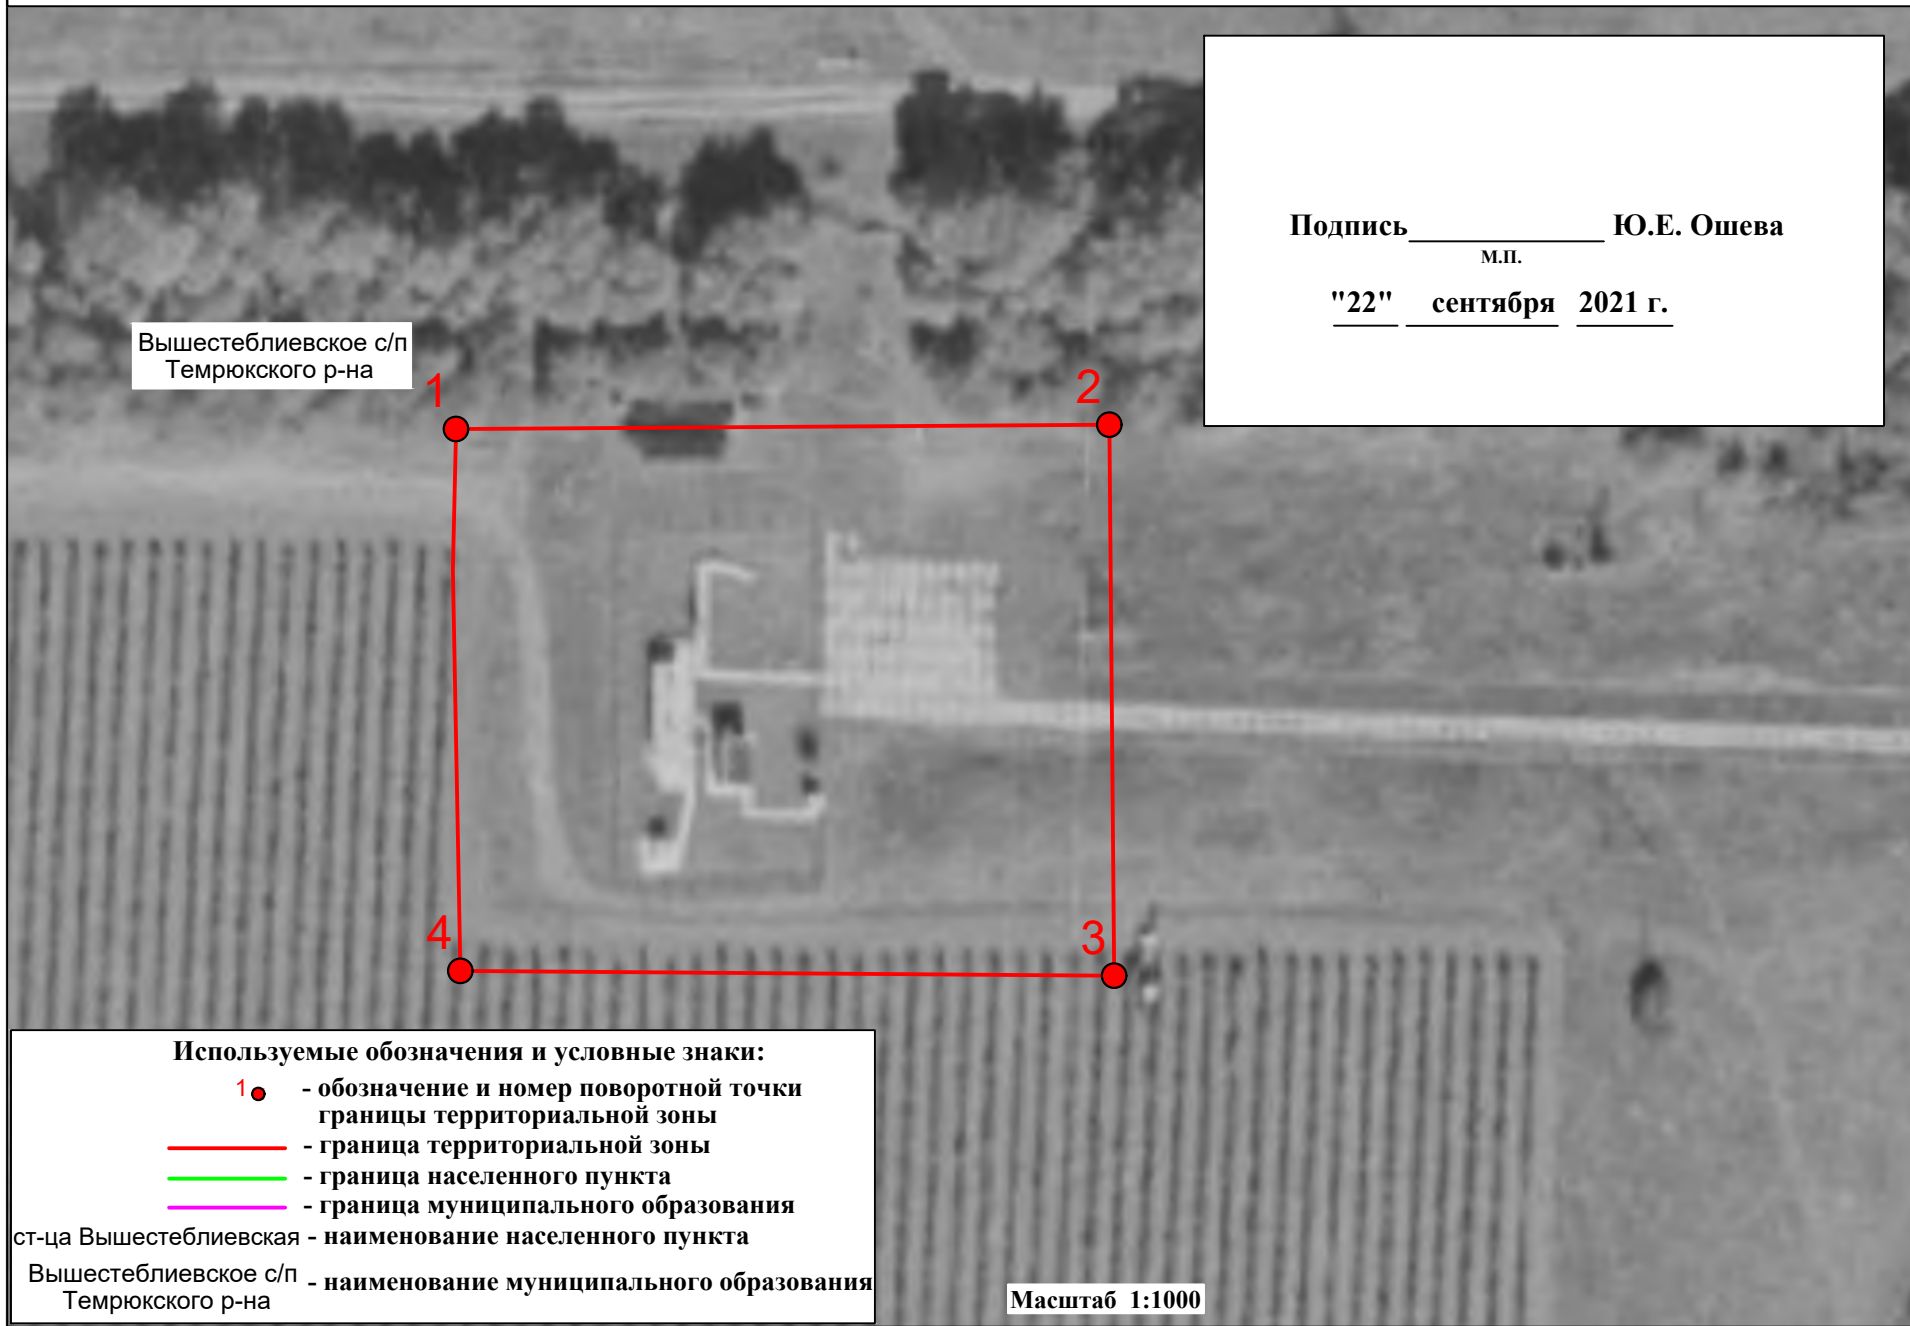 Подпись____________ Ю.Е. Ошева
м.п.
"22" сентября 2021 г.
Вышестеблиевское с/п
Темрюкского р-на
1
2
4
3
Используемые обозначения и условные знаки:
1 - обозначение и номер поворотной точки
границы территориальной зоны
- граница территориальной зоны
- граница населенного пункта
- граница муниципального образования
ст-ца Вышестеблиевская - наименование населенного пункта
Вышестеблиевское с/п
Темрюкского р-на
- наименование муниципального образования
Масштаб 1:1000